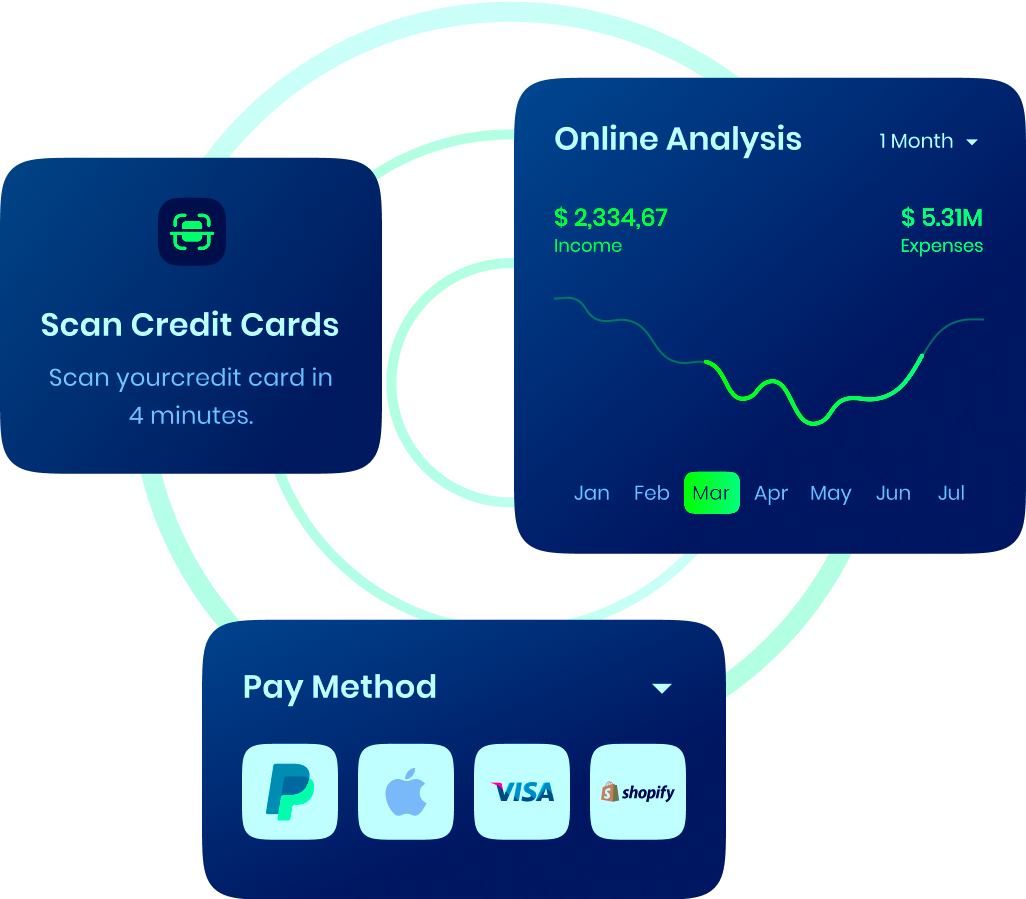 Online Analysis
1 Month
$ 2,334,67
$ 5.31M
Income
Expenses
Scan Credit Cards
Scan yourcredit card in
4 minutes.
Jan Feb Mar Apr May Jun Jul
Pay Method
VISA
shopify